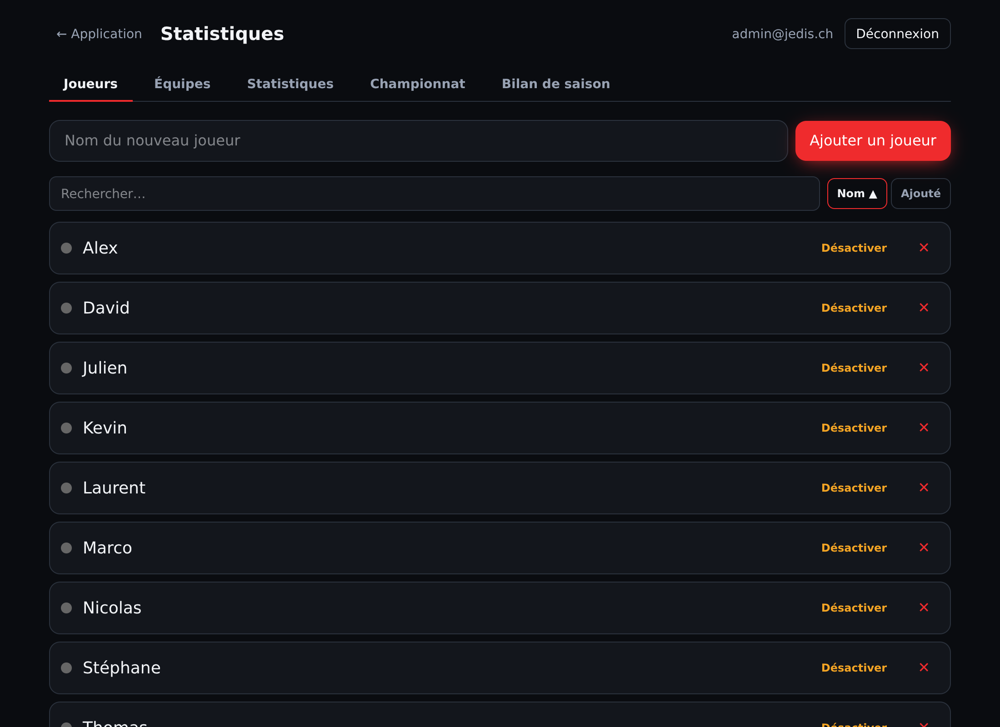 ← Application Statistiques admin@jedis.ch Déconnexion
Joueurs Équipes Statistiques Championnat Bilan de saison
Nom du nouveau joueur Ajouter un joueur
Rechercher... Nom ▲ Ajouté
Alex Désactiver ✕
David Désactiver ✕
Julien Désactiver ✕
Kevin Désactiver ✕
Laurent Désactiver ✕
Marco Désactiver ✕
Nicolas Désactiver ✕
Stéphane Désactiver ✕
Thomas Désactiver ✕